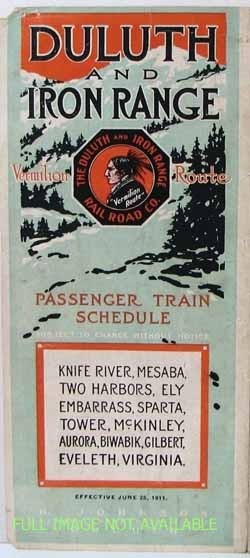 DULUTH
AND
IRON RANGE
Vermilion Route
THE DULUTH AND IRON RANGE
"Vermilion
Route"
RAIL ROAD CO.
PASSENGER TRAIN
SCHEDULE
SUBJECT TO CHANGE WITHOUT NOTICE
KNIFE RIVER, MESABA,
TWO HARBORS, ELY
EMBARRASS, SPARTA,
TOWER, McKINLEY,
AURORA, BIWABIK, GILBERT,
EVELETH, VIRGINIA.
EFFECTIVE JUNE 25, 1911.
H. JOHNSON
FULL IMAGE NOT AVAILABLE